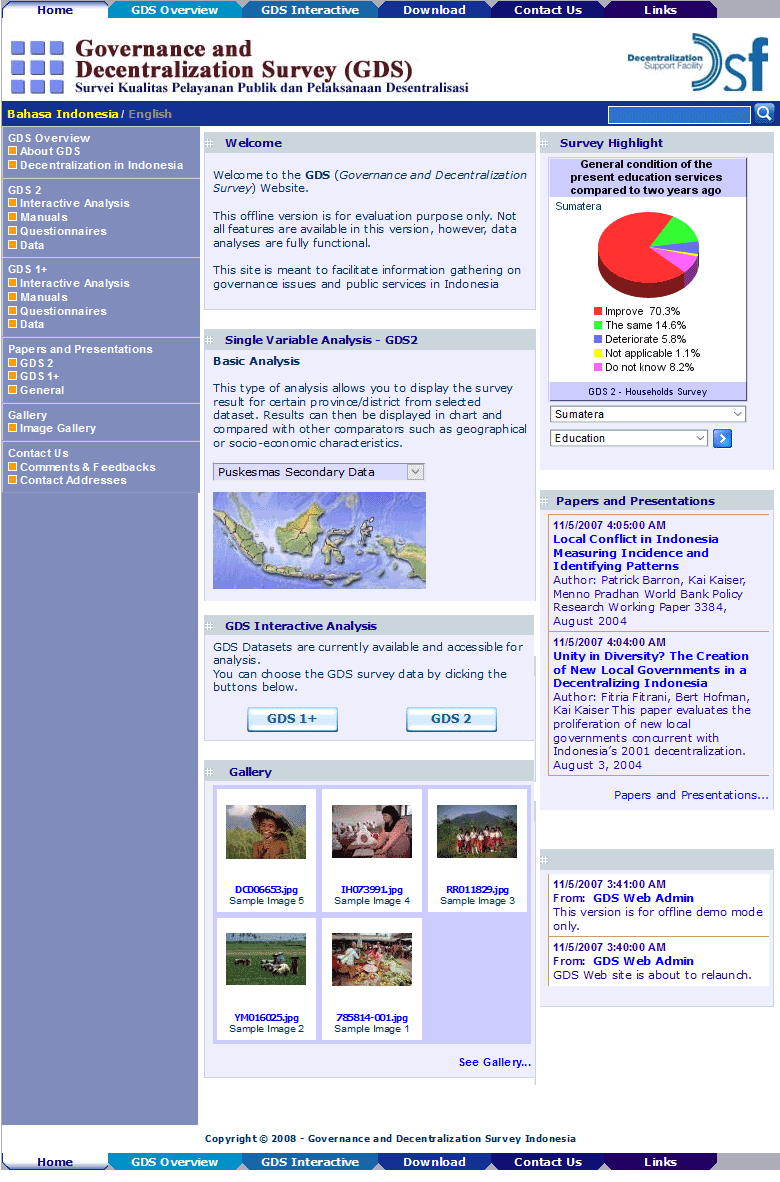 Home GDS Overview GDS Interactive Download Contact Us Links
Governance and
Decentralization Survey (GDS)
Survei Kualitas Pelayanan Publik dan Pelaksanaan Desentralisasi
Decentralization
Support Facility
Dsf
Bahasa Indonesia / English
GDS Overview
About GDS
Decentralization in Indonesia
GDS 2
Interactive Analysis
Manuals
Questionnaires
Data
GDS 1+
Interactive Analysis
Manuals
Questionnaires
Data
Papers and Presentations
GDS 2
GDS 1+
General
Gallery
Image Gallery
Contact Us
Comments & Feedbacks
Contact Addresses
Welcome
Welcome to the GDS (Governance and Decentralization
Survey) Website.
This offline version is for evaluation purpose only. Not
all features are available in this version, however, data
analyses are fully functional.
This site is meant to facilitate information gathering on
governance issues and public services in Indonesia
Single Variable Analysis - GDS2
Basic Analysis
This type of analysis allows you to display the survey
result for certain province/district from selected
dataset. Results can then be displayed in chart and
compared with other comparators such as geographical
or socio-economic characteristics.
Puskesmas Secondary Data
GDS Interactive Analysis
GDS Datasets are currently available and accessible for
analysis.
You can choose the GDS survey data by clicking the
buttons below.
GDS 1+ GDS 2
Gallery
DCD06653.jpg IH073991.jpg RR011829.jpg
Sample Image 5 Sample Image 4 Sample Image 3
YM016025.jpg 785814-001.jpg
Sample Image 2 Sample Image 1
See Gallery...
Survey Highlight
General condition of the
present education services
compared to two years ago
Sumatera
Improve 70.3%
The same 14.6%
Deteriorate 5.8%
Not applicable 1.1%
Do not know 8.2%
GDS 2 - Households Survey
Sumatera
Education
Papers and Presentations
11/5/2007 4:05:00 AM
Local Conflict in Indonesia
Measuring Incidence and
Identifying Patterns
Author: Patrick Barron, Kai Kaiser,
Menno Pradhan World Bank Policy
Research Working Paper 3384,
August 2004
11/5/2007 4:04:00 AM
Unity in Diversity? The Creation
of New Local Governments in a
Decentralizing Indonesia
Author: Fitria Fitrani, Bert Hofman,
Kai Kaiser This paper evaluates the
proliferation of new local
governments concurrent with
Indonesia's 2001 decentralization.
August 3, 2004
Papers and Presentations...
11/5/2007 3:41:00 AM
From: GDS Web Admin
This version is for offline demo mode
only.
11/5/2007 3:40:00 AM
From: GDS Web Admin
GDS Web site is about to relaunch.
Copyright © 2008 - Governance and Decentralization Survey Indonesia
Home GDS Overview GDS Interactive Download Contact Us Links